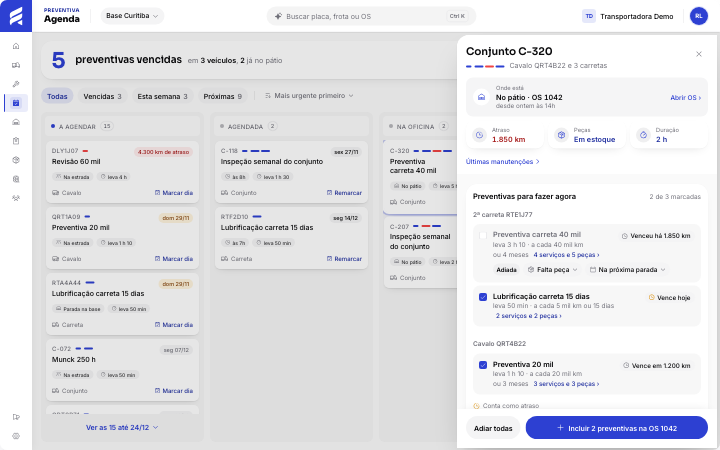 PREVENTIVA
Agenda
Base Curitiba
Buscar placa, frota ou OS
Ctrl K
TD
Transportadora Demo
RL
5 preventivas vencidas em 3 veículos, 2 já no pátio
Todas
Vencidas 3
Esta semana 3
Próximas 9
Mais urgente primeiro
A AGENDAR 15
DLY1J07
4.300 km de atraso
Revisão 60 mil
Na estrada
leva 4 h
Cavalo
Marcar dia
QRT1A09
dom 29/11
Preventiva 20 mil
Na estrada
leva 1 h 10
Cavalo
Marcar dia
RTA4A44
dom 29/11
Lubrificação carreta 15 dias
Parada na base
leva 50 min
Carreta
Marcar dia
C-072
seg 07/12
Munck 250 h
Na estrada
leva 50 min
Conjunto
Marcar dia
Ver as 15 até 24/12
AGENDADA 2
C-118
sex 27/11
Inspeção semanal do conjunto
às 8h
leva 1 h 30
Conjunto
Remarcar
RTF2D10
seg 14/12
Lubrificação carreta 15 dias
às 7h
leva 50 min
Carreta
Remarcar
NA OFICINA 2
C-320
Preventiva
carreta 40 mil
No pátio
leva 5
Conjunto
C-207
Inspeção semanal
do conjunto
No pátio
leva 2
Conjunto
Conjunto C-320
Cavalo QRT4B22 e 3 carretas
Onde está
No pátio · OS 1042
desde ontem às 14h
Abrir OS ›
Atraso
1.850 km
Peças
Em estoque
Duração
2 h
Últimas manutenções ›
Preventivas para fazer agora
2 de 3 marcadas
2ª carreta RTE1J77
Preventiva carreta 40 mil
Venceu há 1.850 km
leva 3 h 10 · a cada 40 mil km
ou 4 meses 4 serviços e 5 peças ›
Adiada
Falta peça
Na próxima parada
Lubrificação carreta 15 dias
Vence hoje
leva 50 min · a cada 5 mil km ou 15 dias
2 serviços e 2 peças ›
Cavalo QRT4B22
Preventiva 20 mil
Vence em 1.200 km
leva 1 h 10 · a cada 20 mil km
ou 3 meses 3 serviços e 3 peças ›
Conta como atraso
Adiar todas
Incluir 2 preventivas na OS 1042